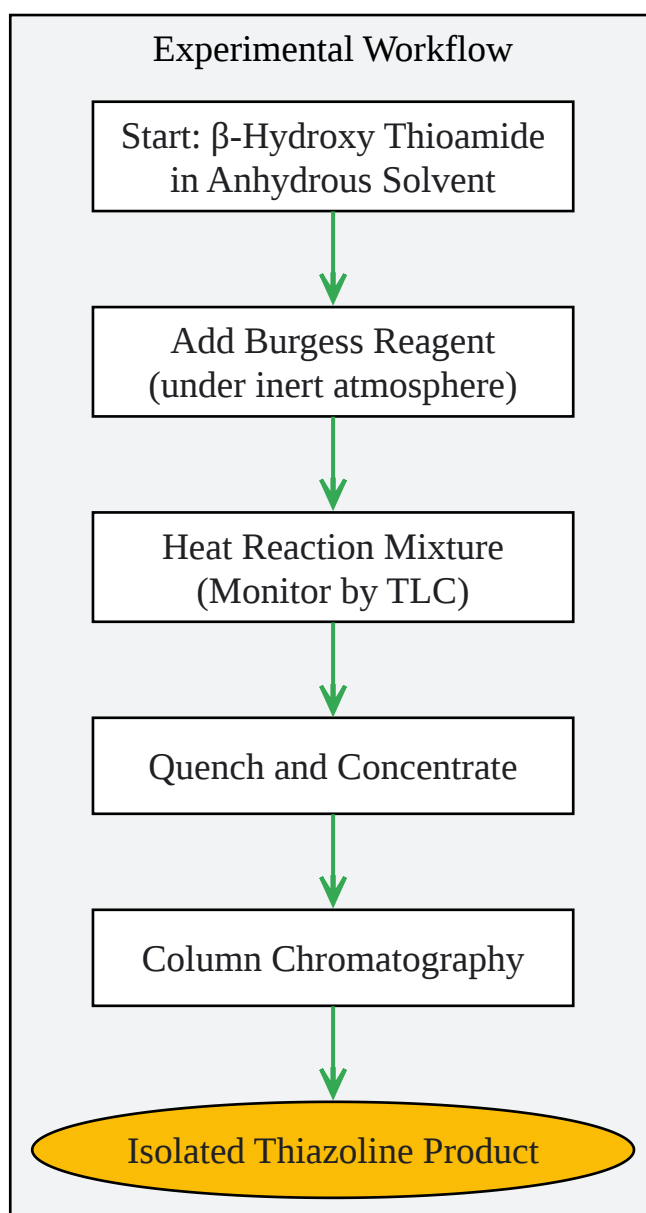 Experimental Workflow
Start: β-Hydroxy Thioamide
in Anhydrous Solvent
Add Burgess Reagent
(under inert atmosphere)
Heat Reaction Mixture
(Monitor by TLC)
Quench and Concentrate
Column Chromatography
Isolated Thiazoline Product